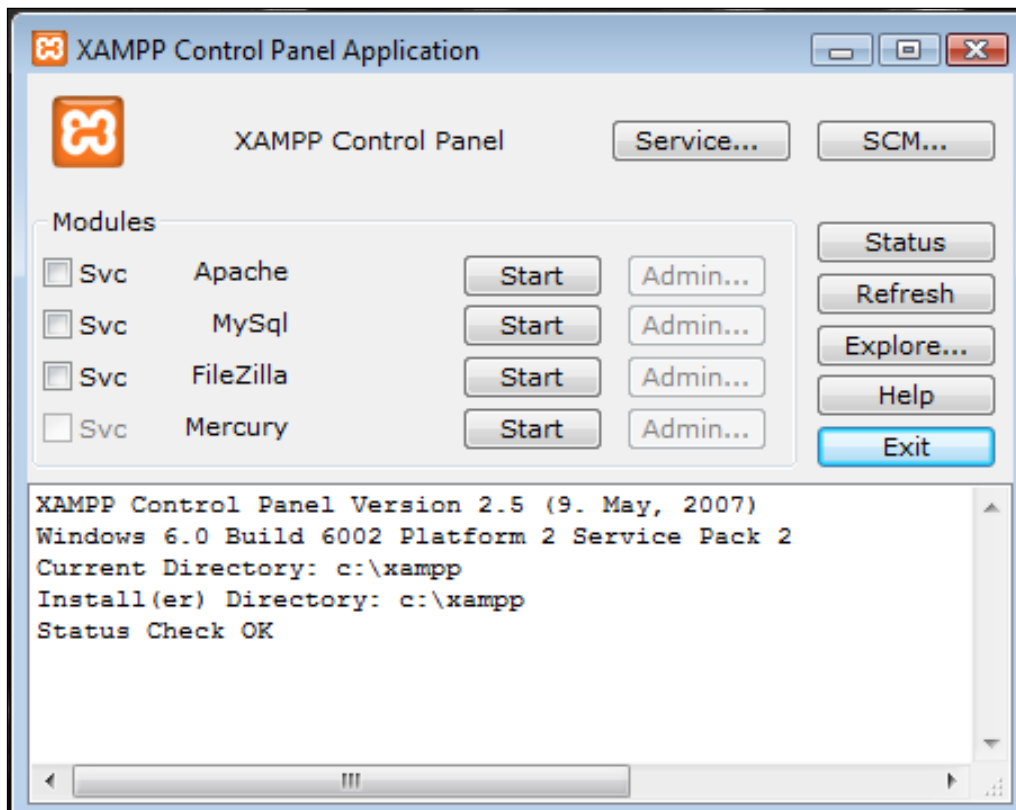 XAMPP Control Panel Application
XAMPP Control Panel Service... SCM...
Modules
Status
Svc Apache Start Admin...
Refresh
Svc MySql Start Admin...
Explore...
Svc FileZilla Start Admin...
Help
Svc Mercury Start Admin...
Exit
XAMPP Control Panel Version 2.5 (9. May, 2007)
Windows 6.0 Build 6002 Platform 2 Service Pack 2
Current Directory: c:\xampp
Install(er) Directory: c:\xampp
Status Check OK